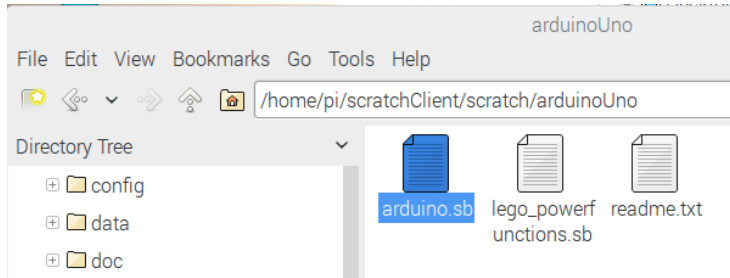 arduinoUno
File Edit View Bookmarks Go Tools Help
/home/pi/scratchClient/scratch/arduinoUno
Directory Tree
config
data
doc
arduino.sb
lego_powerf
unctions.sb
readme.txt